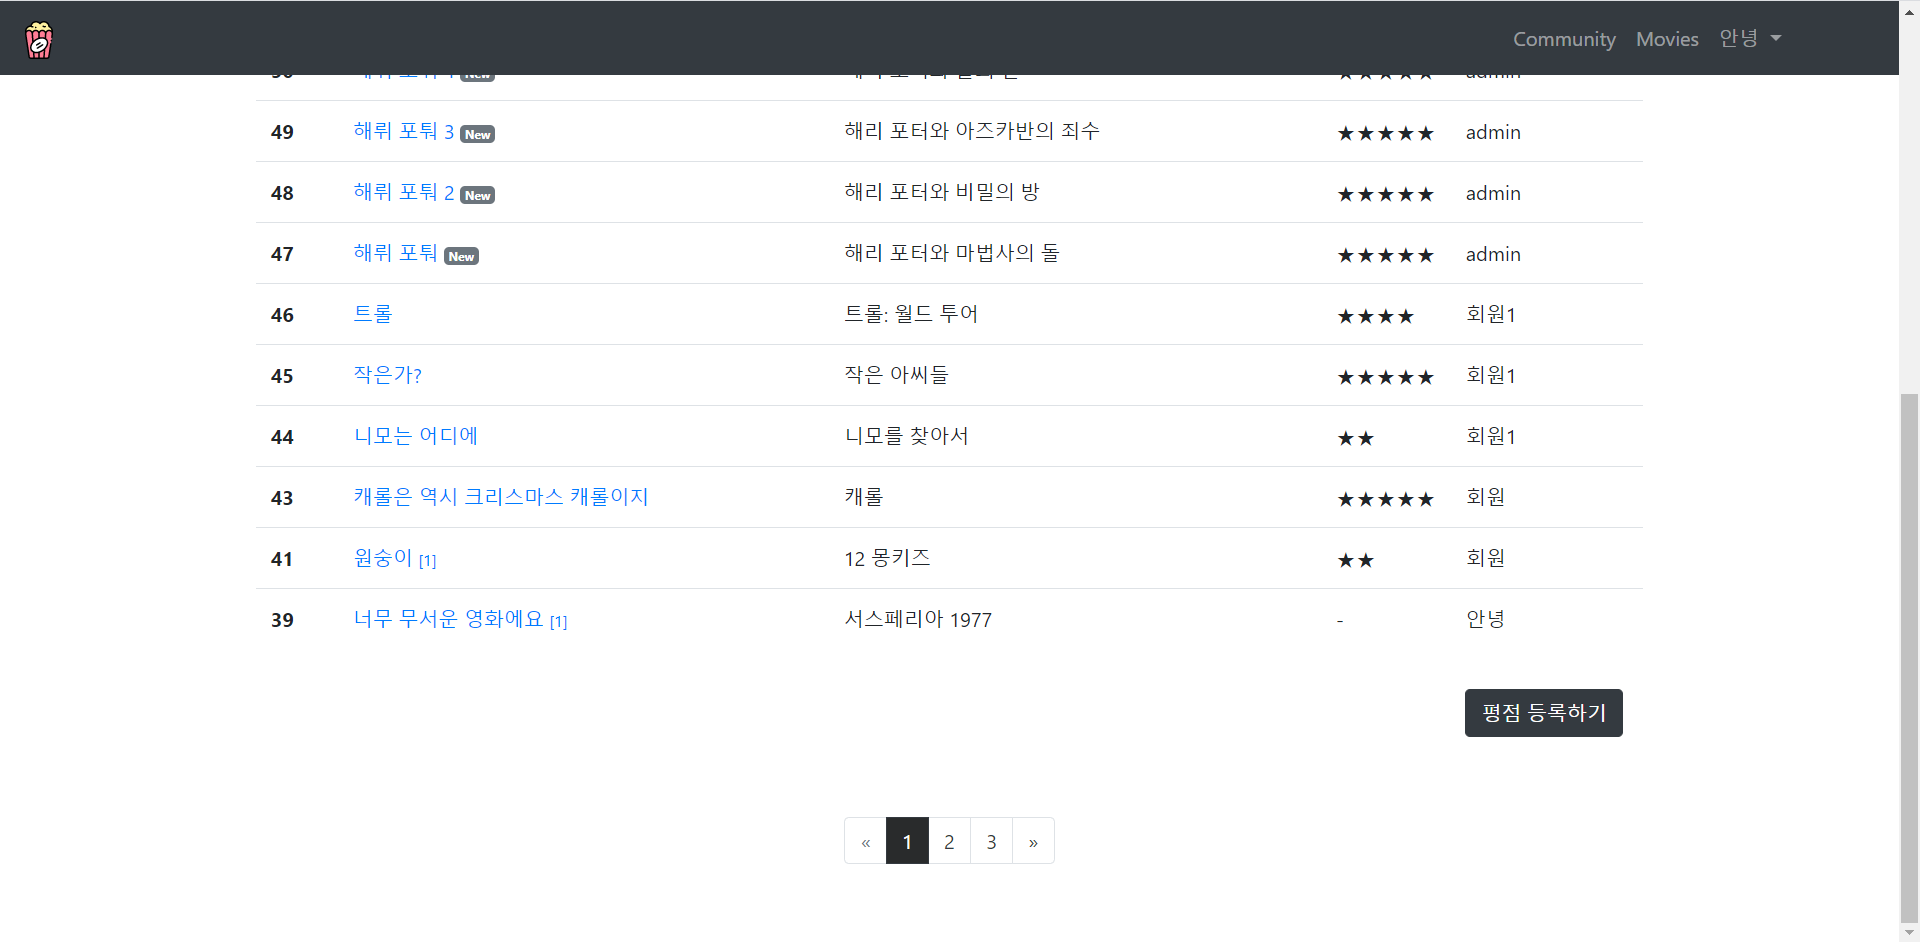 Community Movies 안녕
49 해뤼 포퉈 3 New 해리 포터와 아즈카반의 죄수 ★★★★★ admin
48 해뤼 포퉈 2 New 해리 포터와 비밀의 방 ★★★★★ admin
47 해뤼 포퉈 New 해리 포터와 마법사의 돌 ★★★★★ admin
46 트롤 트롤: 월드 투어 ★★★★ 회원1
45 작은가? 작은 아씨들 ★★★★★ 회원1
44 니모는 어디에 니모를 찾아서 ★★ 회원1
43 캐롤은 역시 크리스마스 캐롤이지 캐롤 ★★★★★ 회원
41 원숭이 [1] 12 몽키즈 ★★ 회원
39 너무 무서운 영화에요 [1] 서스페리아 1977 - 안녕
평점 등록하기
« 1 2 3 »